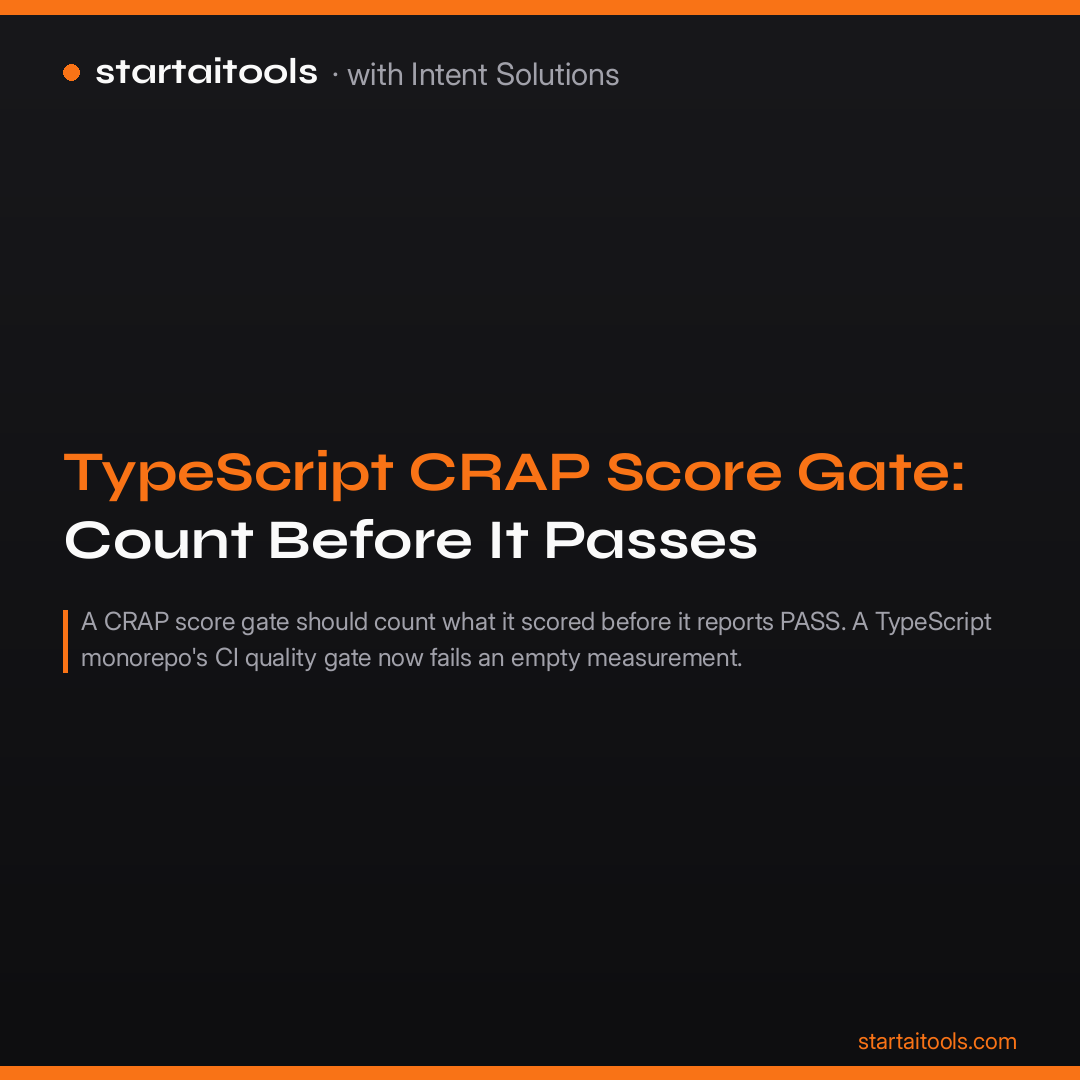 startaitools · with Intent Solutions
TypeScript CRAP Score Gate:
Count Before It Passes
A CRAP score gate should count what it scored before it reports PASS. A TypeScript
monorepo's CI quality gate now fails an empty measurement.
startaitools.com